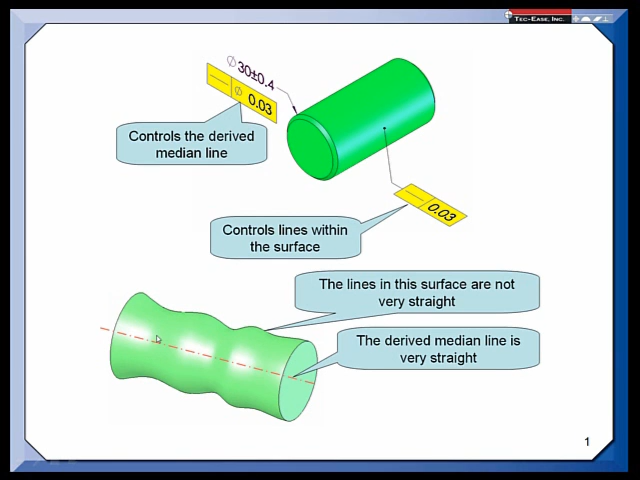 TEC-EASE, INC.
⌀30±0.4
— ⌀ 0.03
Controls the derived
median line
— 0.03
Controls lines within
the surface
The lines in this surface are not
very straight
The derived median line is
very straight
1